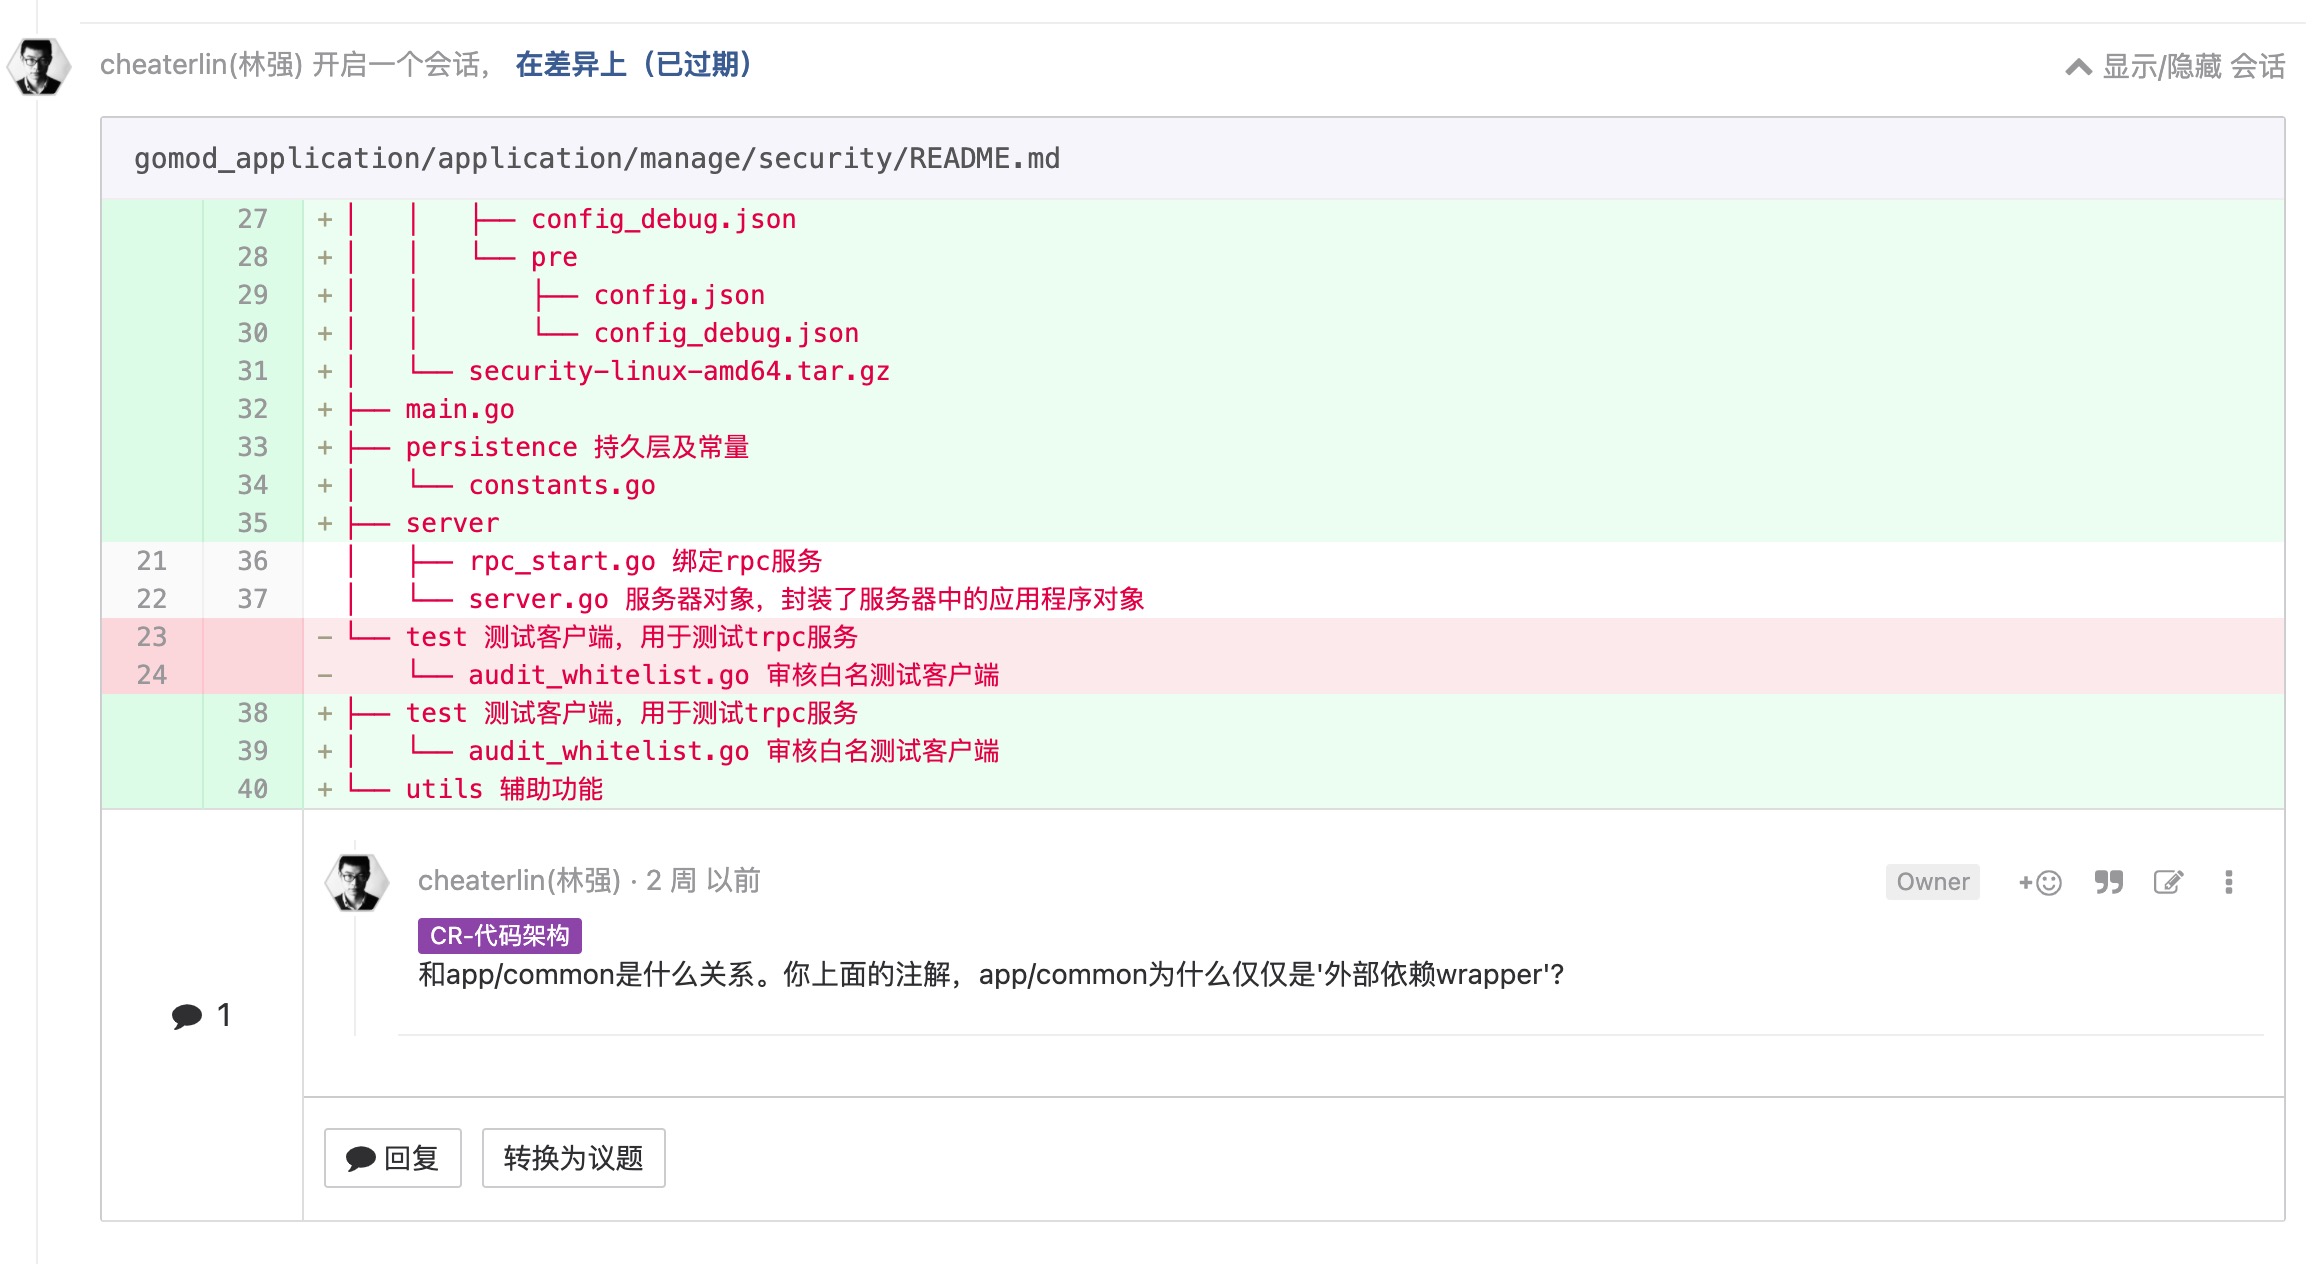 cheaterlin(林强) 开启一个会话， 在差异上（已过期）
显示/隐藏 会话
gomod_application/application/manage/security/README.md
27 + │   │   ├── config_debug.json
28 + │   │   └── pre
29 + │   │       ├── config.json
30 + │   │       └── config_debug.json
31 + │   └── security-linux-amd64.tar.gz
32 + ├── main.go
33 + ├── persistence 持久层及常量
34 + │   └── constants.go
35 + ├── server
21 36   │   ├── rpc_start.go 绑定rpc服务
22 37   │   └── server.go 服务器对象，封装了服务器中的应用程序对象
23 - └── test 测试客户端，用于测试trpc服务
24 -     └── audit_whitelist.go 审核白名测试客户端
38 + ├── test 测试客户端，用于测试trpc服务
39 + │   └── audit_whitelist.go 审核白名测试客户端
40 + └── utils 辅助功能
cheaterlin(林强) · 2 周 以前
Owner
CR-代码架构
和app/common是什么关系。你上面的注解，app/common为什么仅仅是'外部依赖wrapper'?
1
回复
转换为议题